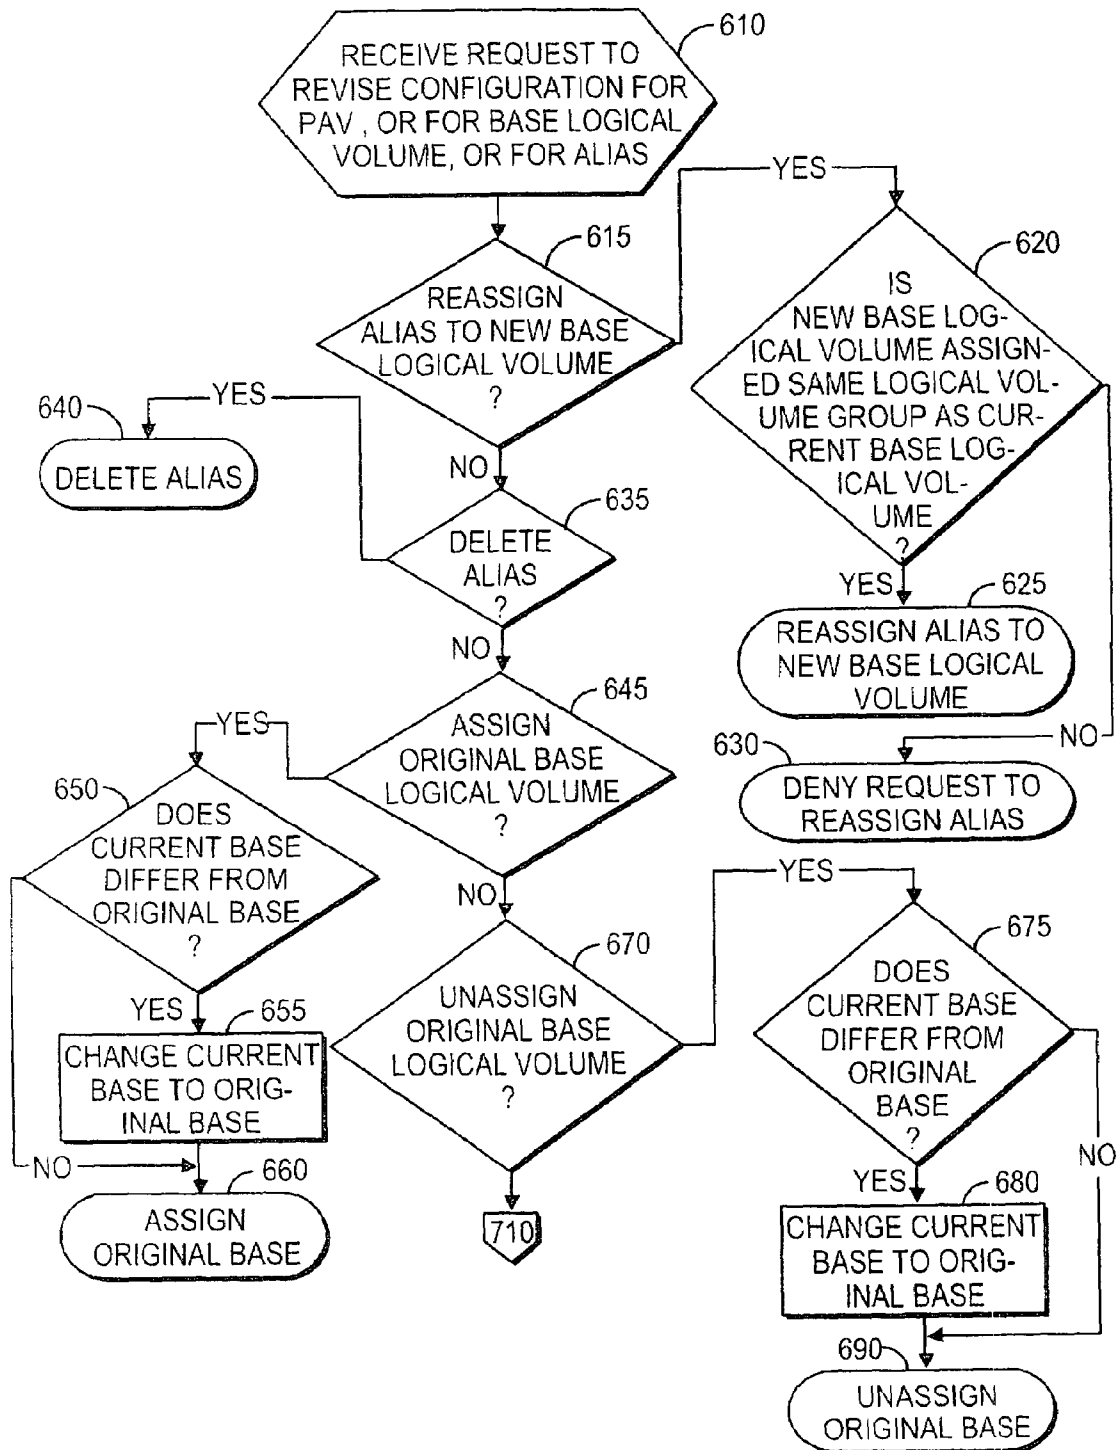 610
RECEIVE REQUEST TO
REVISE CONFIGURATION FOR
PAV , OR FOR BASE LOGICAL
VOLUME, OR FOR ALIAS
YES
615
REASSIGN
ALIAS TO NEW BASE
LOGICAL VOLUME
?
620
IS
NEW BASE LOG-
ICAL VOLUME ASSIGN-
ED SAME LOGICAL VOL-
UME GROUP AS CUR-
RENT BASE LOG-
ICAL VOL-
UME
?
YES
640
DELETE ALIAS
NO
635
DELETE
ALIAS
?
YES
625
REASSIGN ALIAS TO
NEW BASE LOGICAL
VOLUME
NO
NO
630
DENY REQUEST TO
REASSIGN ALIAS
645
ASSIGN
ORIGINAL BASE
LOGICAL VOLUME
?
YES
650
DOES
CURRENT BASE
DIFFER FROM
ORIGINAL BASE
?
NO
YES
670
UNASSIGN
ORIGINAL BASE
LOGICAL VOLUME
?
675
DOES
CURRENT BASE
DIFFER FROM
ORIGINAL
BASE
?
YES
655
CHANGE CURRENT
BASE TO ORIG-
INAL BASE
NO
660
ASSIGN
ORIGINAL BASE
710
YES
NO
680
CHANGE CURRENT
BASE TO ORIG-
INAL BASE
690
UNASSIGN
ORIGINAL BASE